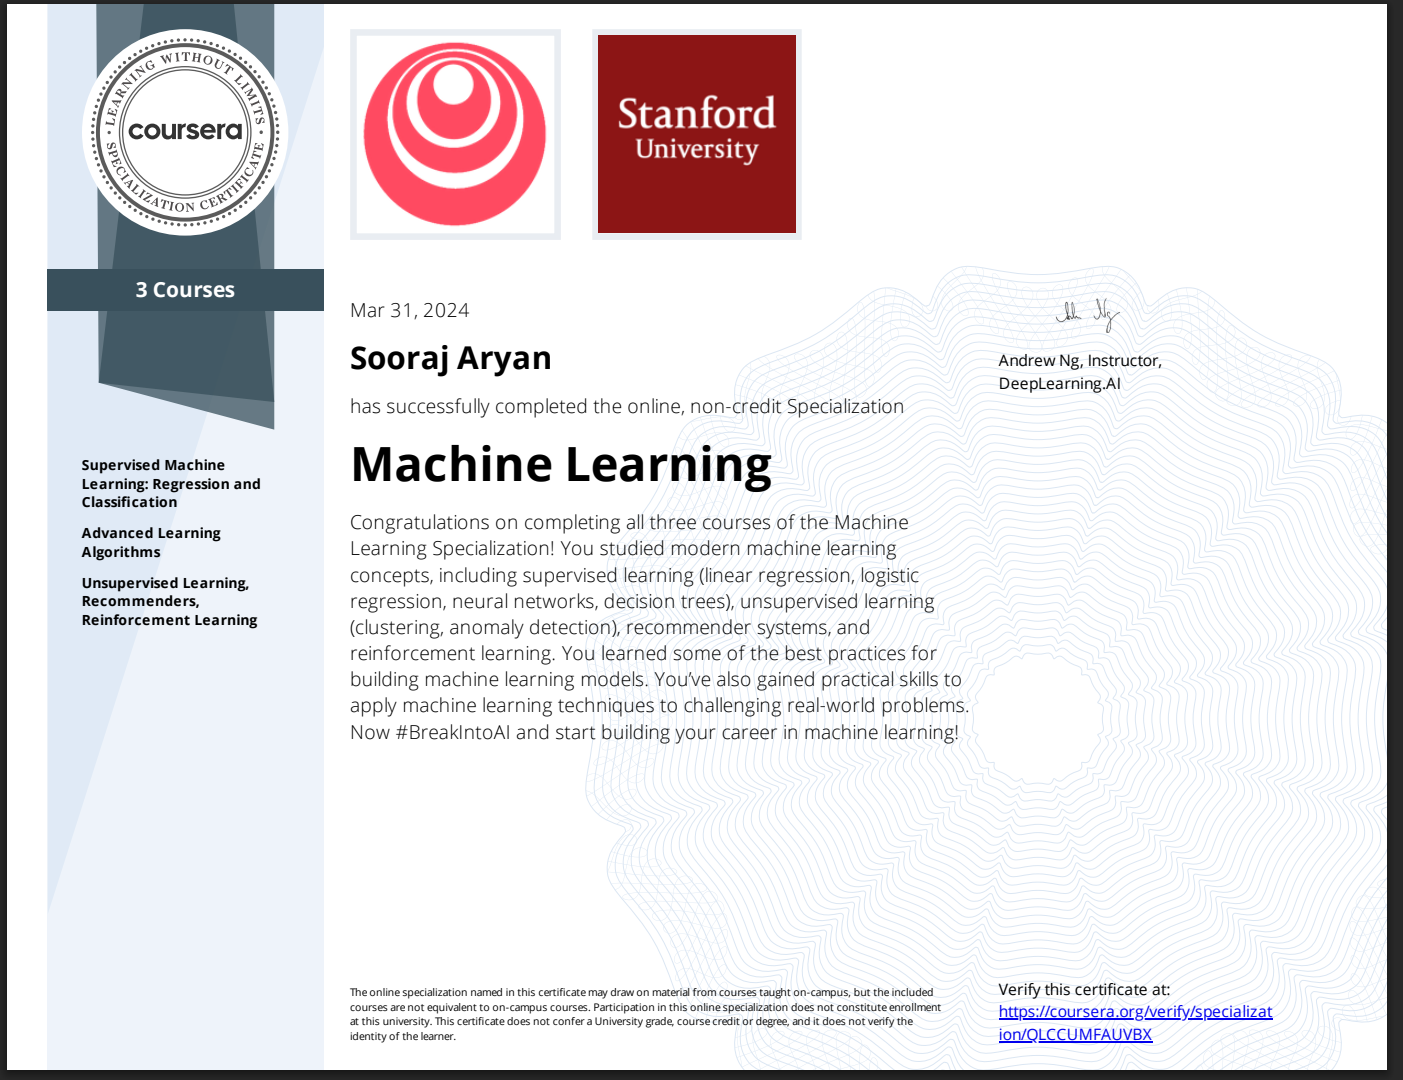 LEARNING WITHOUT LIMITS
coursera
SPECIALIZATION CERTIFICATE
3 Courses
Supervised Machine
Learning: Regression and
Classification
Advanced Learning
Algorithms
Unsupervised Learning,
Recommenders,
Reinforcement Learning
Stanford
University
Mar 31, 2024
Sooraj Aryan
has successfully completed the online, non-credit Specialization
Machine Learning
Congratulations on completing all three courses of the Machine
Learning Specialization! You studied modern machine learning
concepts, including supervised learning (linear regression, logistic
regression, neural networks, decision trees), unsupervised learning
(clustering, anomaly detection), recommender systems, and
reinforcement learning. You learned some of the best practices for
building machine learning models. You’ve also gained practical skills to
apply machine learning techniques to challenging real-world problems.
Now #BreakIntoAI and start building your career in machine learning!
Andrew Ng, Instructor,
DeepLearning.AI
The online specialization named in this certificate may draw on material from courses taught on-campus, but the included
courses are not equivalent to on-campus courses. Participation in this online specialization does not constitute enrollment
at this university. This certificate does not confer a University grade, course credit or degree, and it does not verify the
identity of the learner.
Verify this certificate at:
https://coursera.org/verify/specializat
ion/QLCCUMFAUVBX